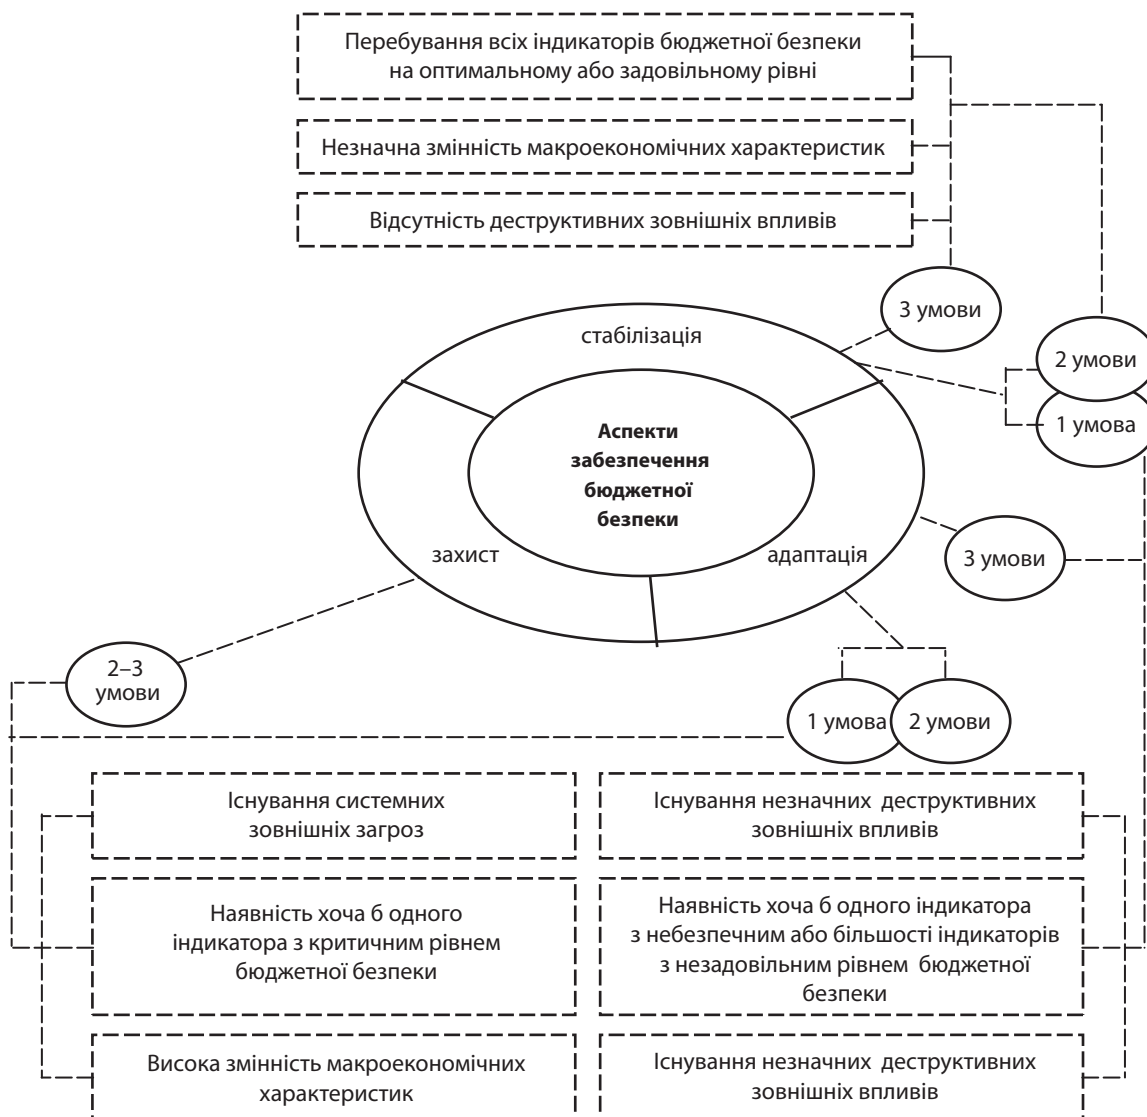 Перебування всіх індикаторів бюджетної безпеки
на оптимальному або задовільному рівні
Незначна змінність макроекономічних характеристик
Відсутність деструктивних зовнішніх впливів
3 умови
стабілізація
2 умови
1 умова
Аспекти
забезпечення
бюджетної
безпеки
захист
адаптація
3 умови
2–3
умови
1 умова
2 умови
Існування системних
зовнішніх загроз
Існування незначних деструктивних
зовнішніх впливів
Наявність хоча б одного
індикатора з критичним рівнем
бюджетної безпеки
Наявність хоча б одного індикатора
з небезпечним або більшості індикаторів
з незадовільним рівнем бюджетної
безпеки
Висока змінність макроекономічних
характеристик
Існування незначних деструктивних
зовнішніх впливів